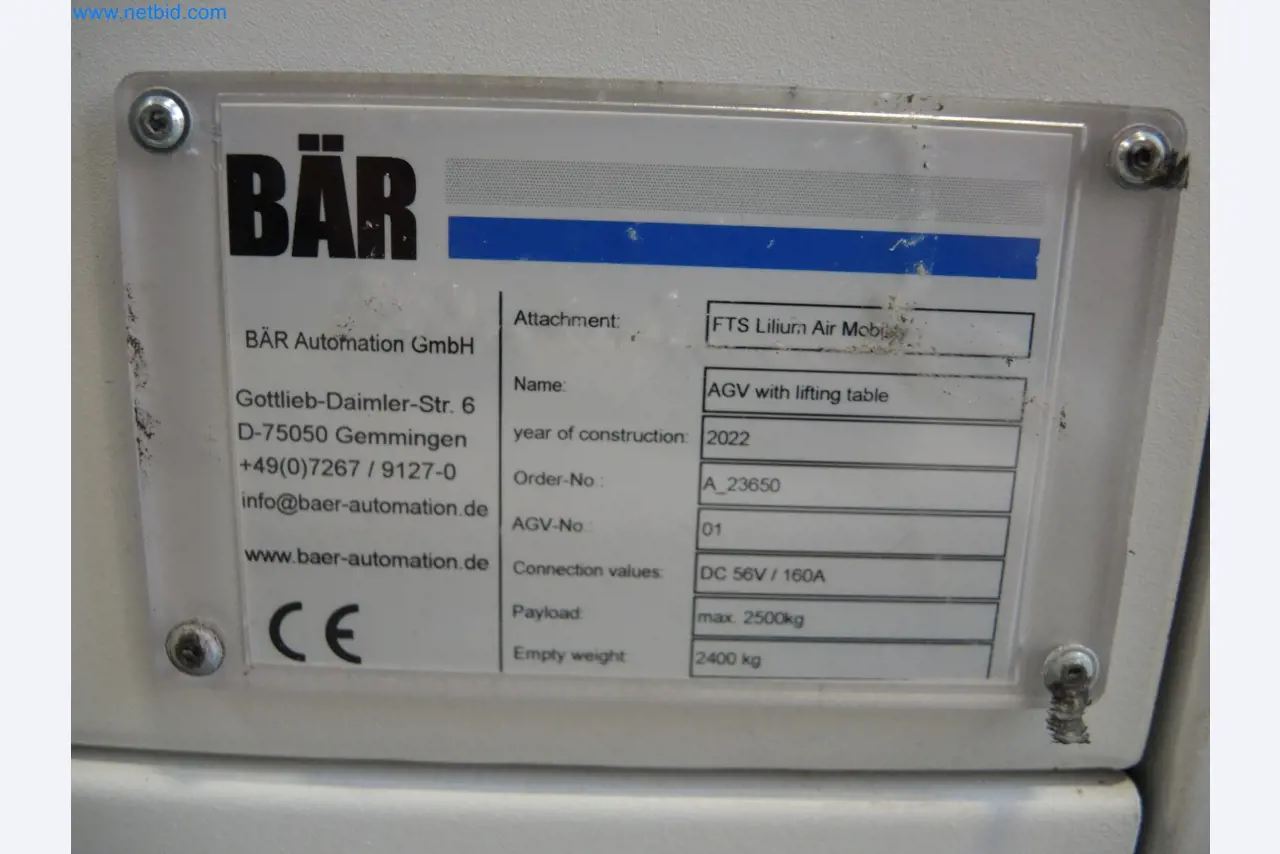 www.netbid.com
BÄR
BÄR Automation GmbH
Gottlieb-Daimler-Str. 6
D-75050 Gemmingen
+49(0)7267 / 9127-0
info@baer-automation.de
www.baer-automation.de
CE
Attachment: FTS Lilium Air Mobility
Name: AGV with lifting table
year of construction: 2022
Order-No.: A_23650
AGV-No 01
Connection values: DC 56V / 160A
Payload: max. 2500kg
Empty weight 2400 kg